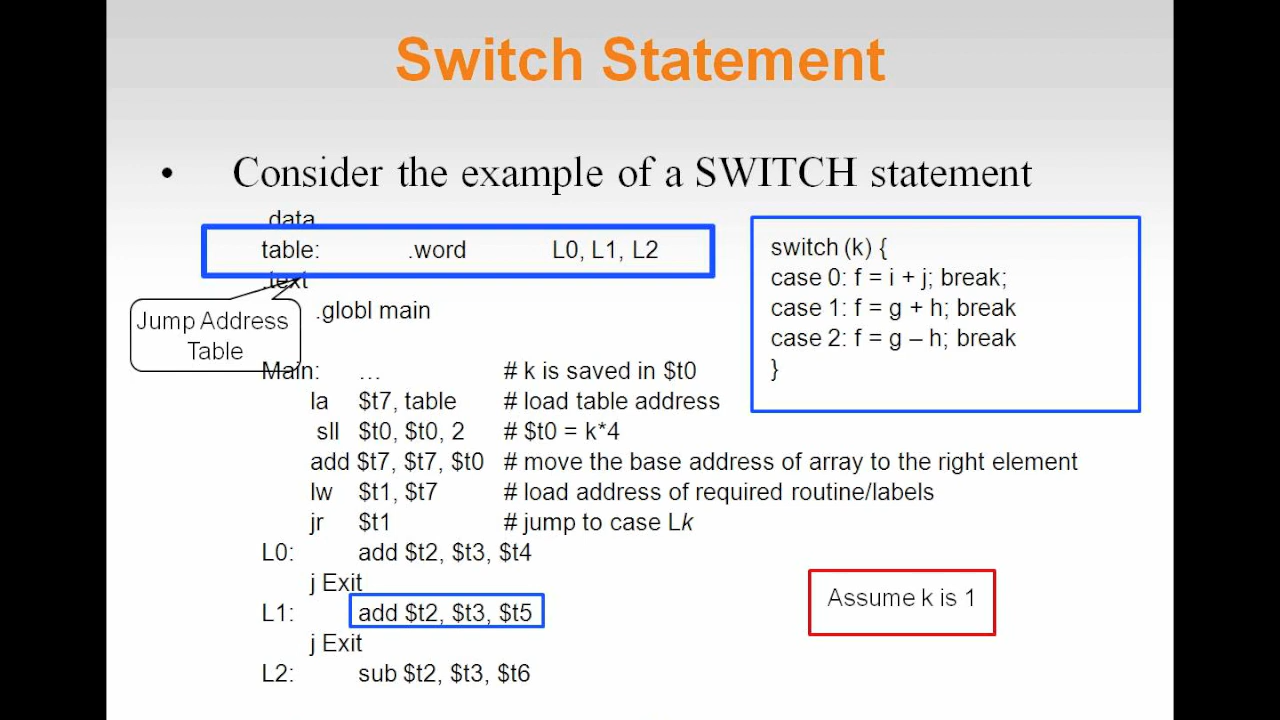 Switch Statement
• Consider the example of a SWITCH statement
.data
table: .word L0, L1, L2
.text
.globl main
Jump Address
Table
Main: … # k is saved in $t0
la $t7, table # load table address
sll $t0, $t0, 2 # $t0 = k*4
add $t7, $t7, $t0 # move the base address of array to the right element
lw $t1, $t7 # load address of required routine/labels
jr $t1 # jump to case Lk
L0: add $t2, $t3, $t4
j Exit
L1: add $t2, $t3, $t5
j Exit
L2: sub $t2, $t3, $t6
switch (k) {
case 0: f = i + j; break;
case 1: f = g + h; break
case 2: f = g – h; break
}
Assume k is 1